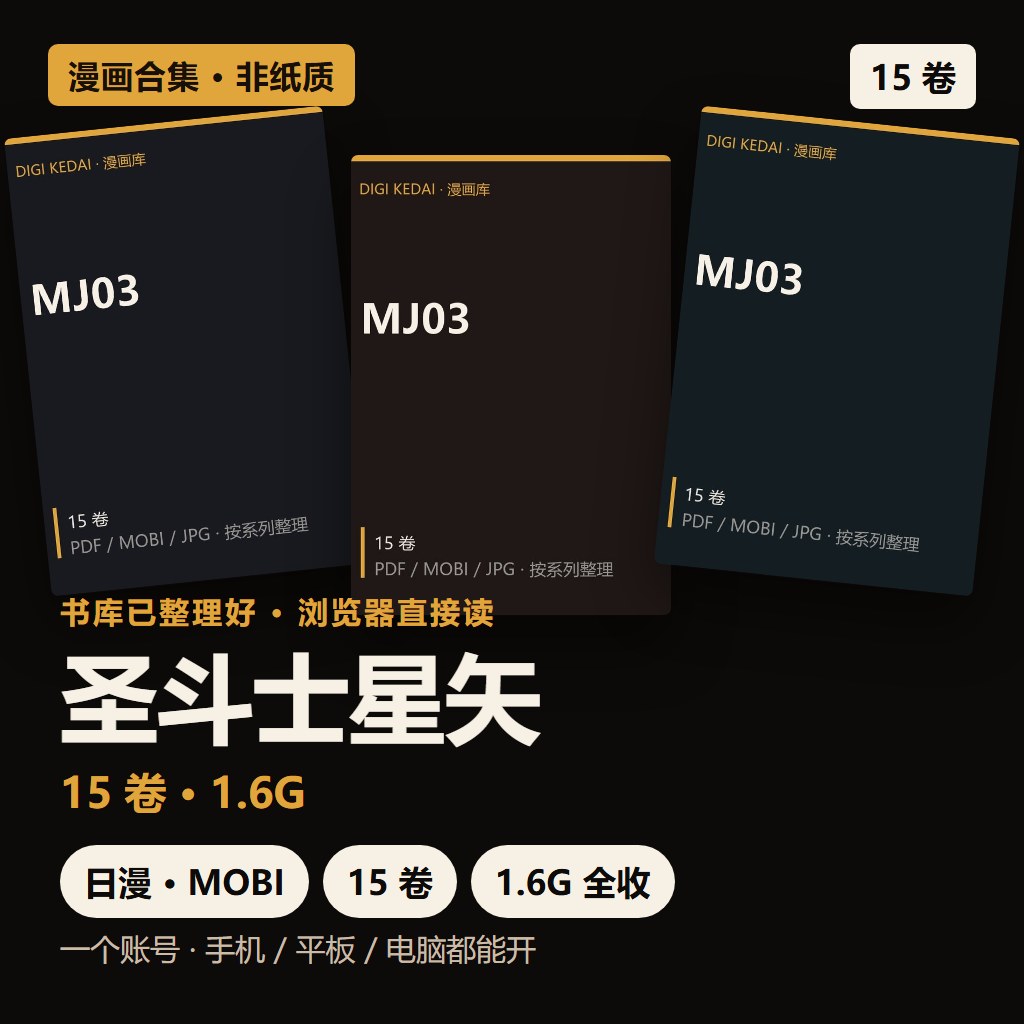 漫画合集 • 非纸质
15 卷
DIGI KEDAI · 漫画库
MJ03
15 卷
PDF / MOBI / JPG · 按系列整理
DIGI KEDAI · 漫画库
MJ03
15 卷
PDF / MOBI / JPG · 按系列整理
DIGI KEDAI · 漫画库
MJ03
15 卷
PDF / MOBI / JPG · 按系列整理
书库已整理好 • 浏览器直接读
圣斗士星矢
15 卷 • 1.6G
日漫 • MOBI
15 卷
1.6G 全收
一个账号 · 手机 / 平板 / 电脑都能开